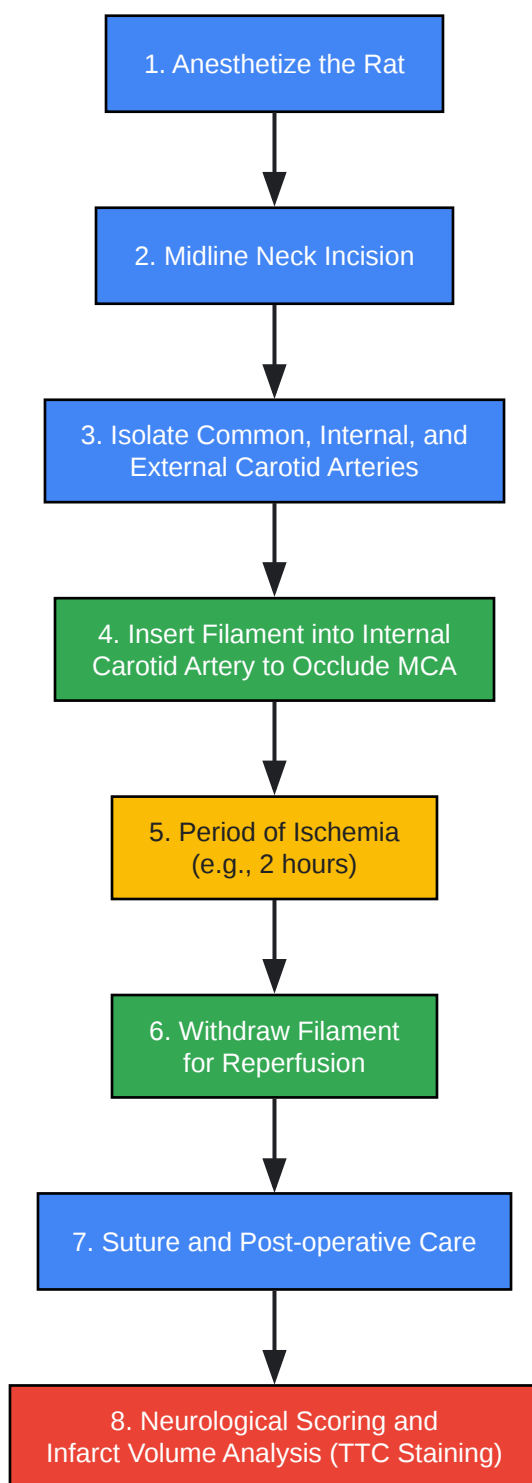 1. Anesthetize the Rat
2. Midline Neck Incision
3. Isolate Common, Internal, and
External Carotid Arteries
4. Insert Filament into Internal
Carotid Artery to Occlude MCA
5. Period of Ischemia
(e.g., 2 hours)
6. Withdraw Filament
for Reperfusion
7. Suture and Post-operative Care
8. Neurological Scoring and
Infarct Volume Analysis (TTC Staining)